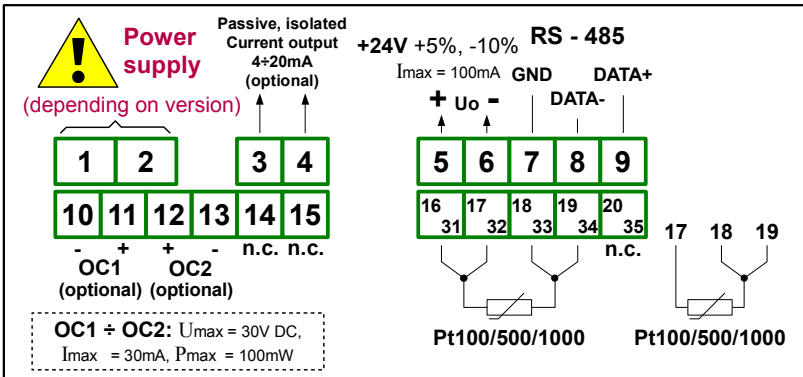 Power
supply
(depending on version)
Passive, isolated
Current output
4÷20mA
(optional)
+24V +5%, -10%
Imax = 100mA
+ Uo -
RS - 485
GND DATA+
DATA-
1 2 3 4 5 6 7 8 9
10 11 12 13 14 15
16 17 18 19 20
31 32 33 34 35
- + + - n.c. n.c.
n.c.
OC1 OC2
(optional) (optional)
17 18 19
Pt100/500/1000 Pt100/500/1000
OC1 ÷ OC2: Umax = 30V DC,
Imax = 30mA, Pmax = 100mW